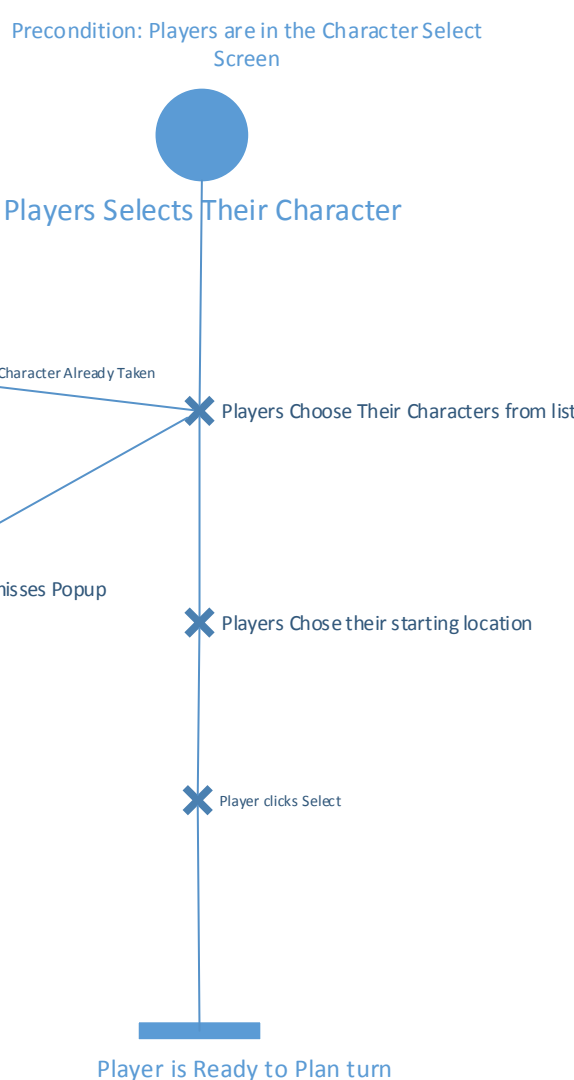 Precondition: Players are in the Character Select
Screen
Players Selects Their Character
Character Already Taken
Players Choose Their Characters from list
Popup
Players Chose their starting location
Player clicks Select
Player is Ready to Plan turn